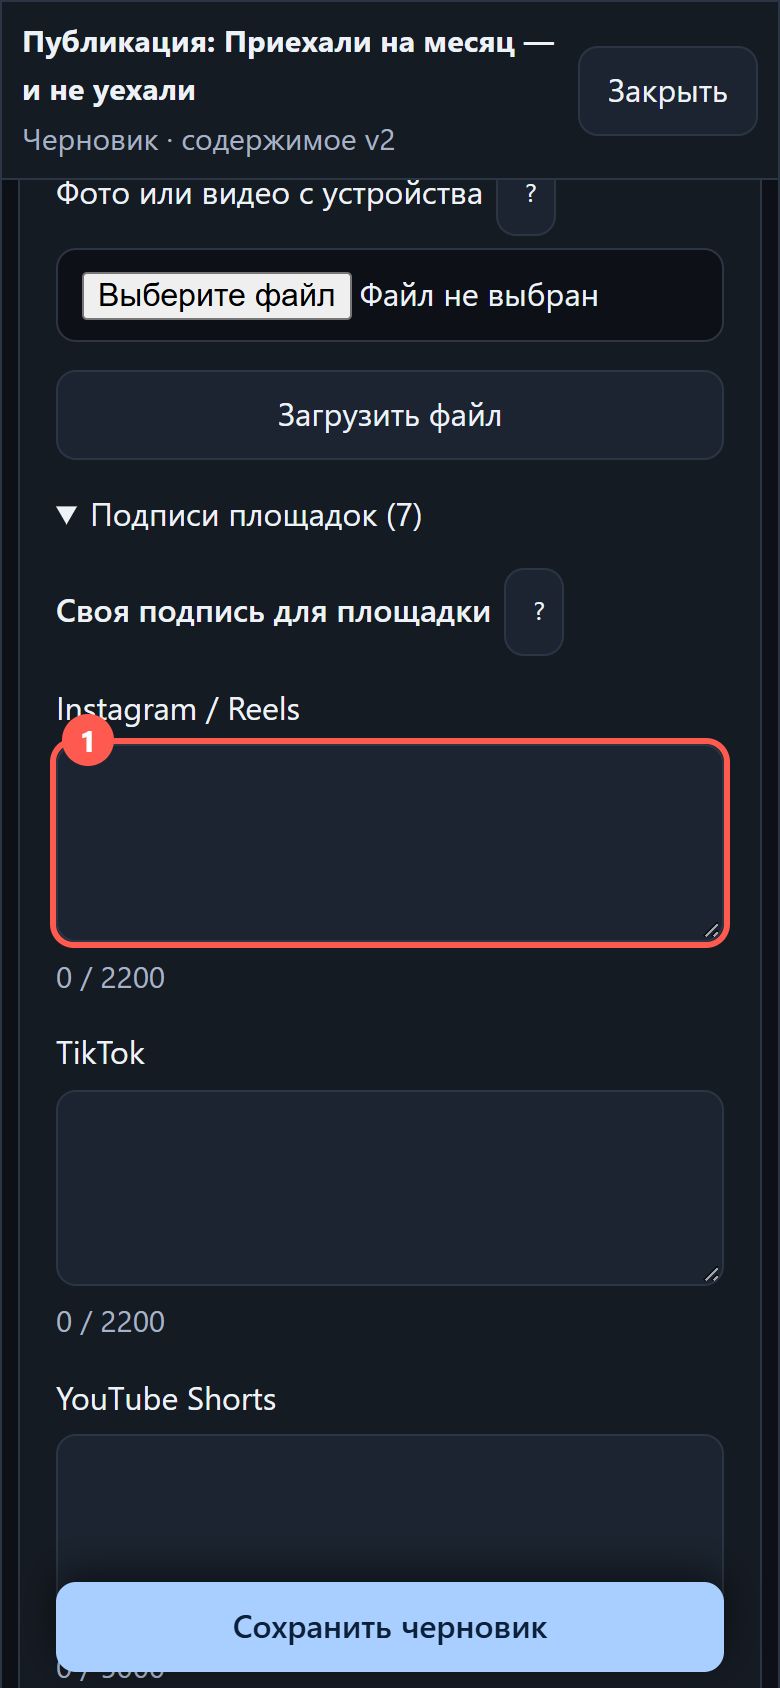 Публикация: Приехали на месяц —
и не уехали
Черновик · содержимое v2
Закрыть
Фото или видео с устройства ?
Выберите файл Файл не выбран
Загрузить файл
▼ Подписи площадок (7)
Своя подпись для площадки ?
Instagram / Reels
1
0 / 2200
TikTok
0 / 2200
YouTube Shorts
Сохранить черновик